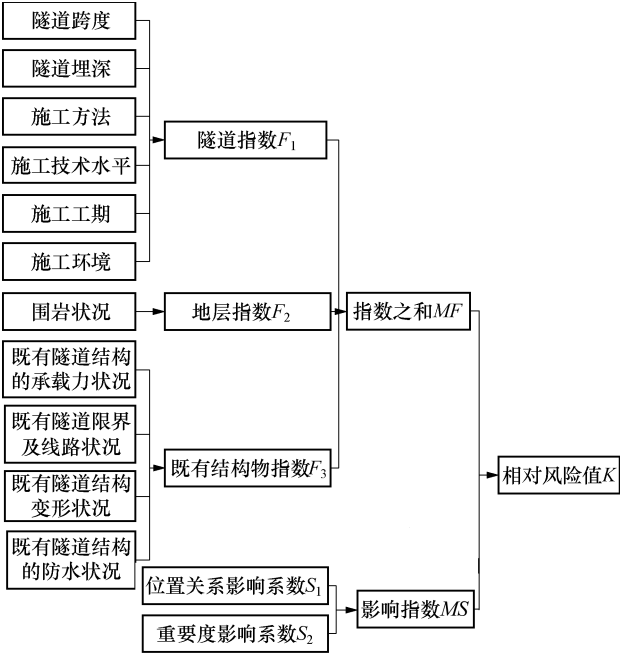 隧道跨度
隧道埋深
施工方法
施工技术水平
施工工期
施工环境
隧道指数F1
围岩状况
地层指数F2
指数之和MF
既有隧道结构
的承载力状况
既有隧道限界
及线路状况
既有隧道结构
变形状况
既有隧道结构
的防水状况
既有结构物指数F3
相对风险值K
位置关系影响系数S1
重要度影响系数S2
影响指数MS